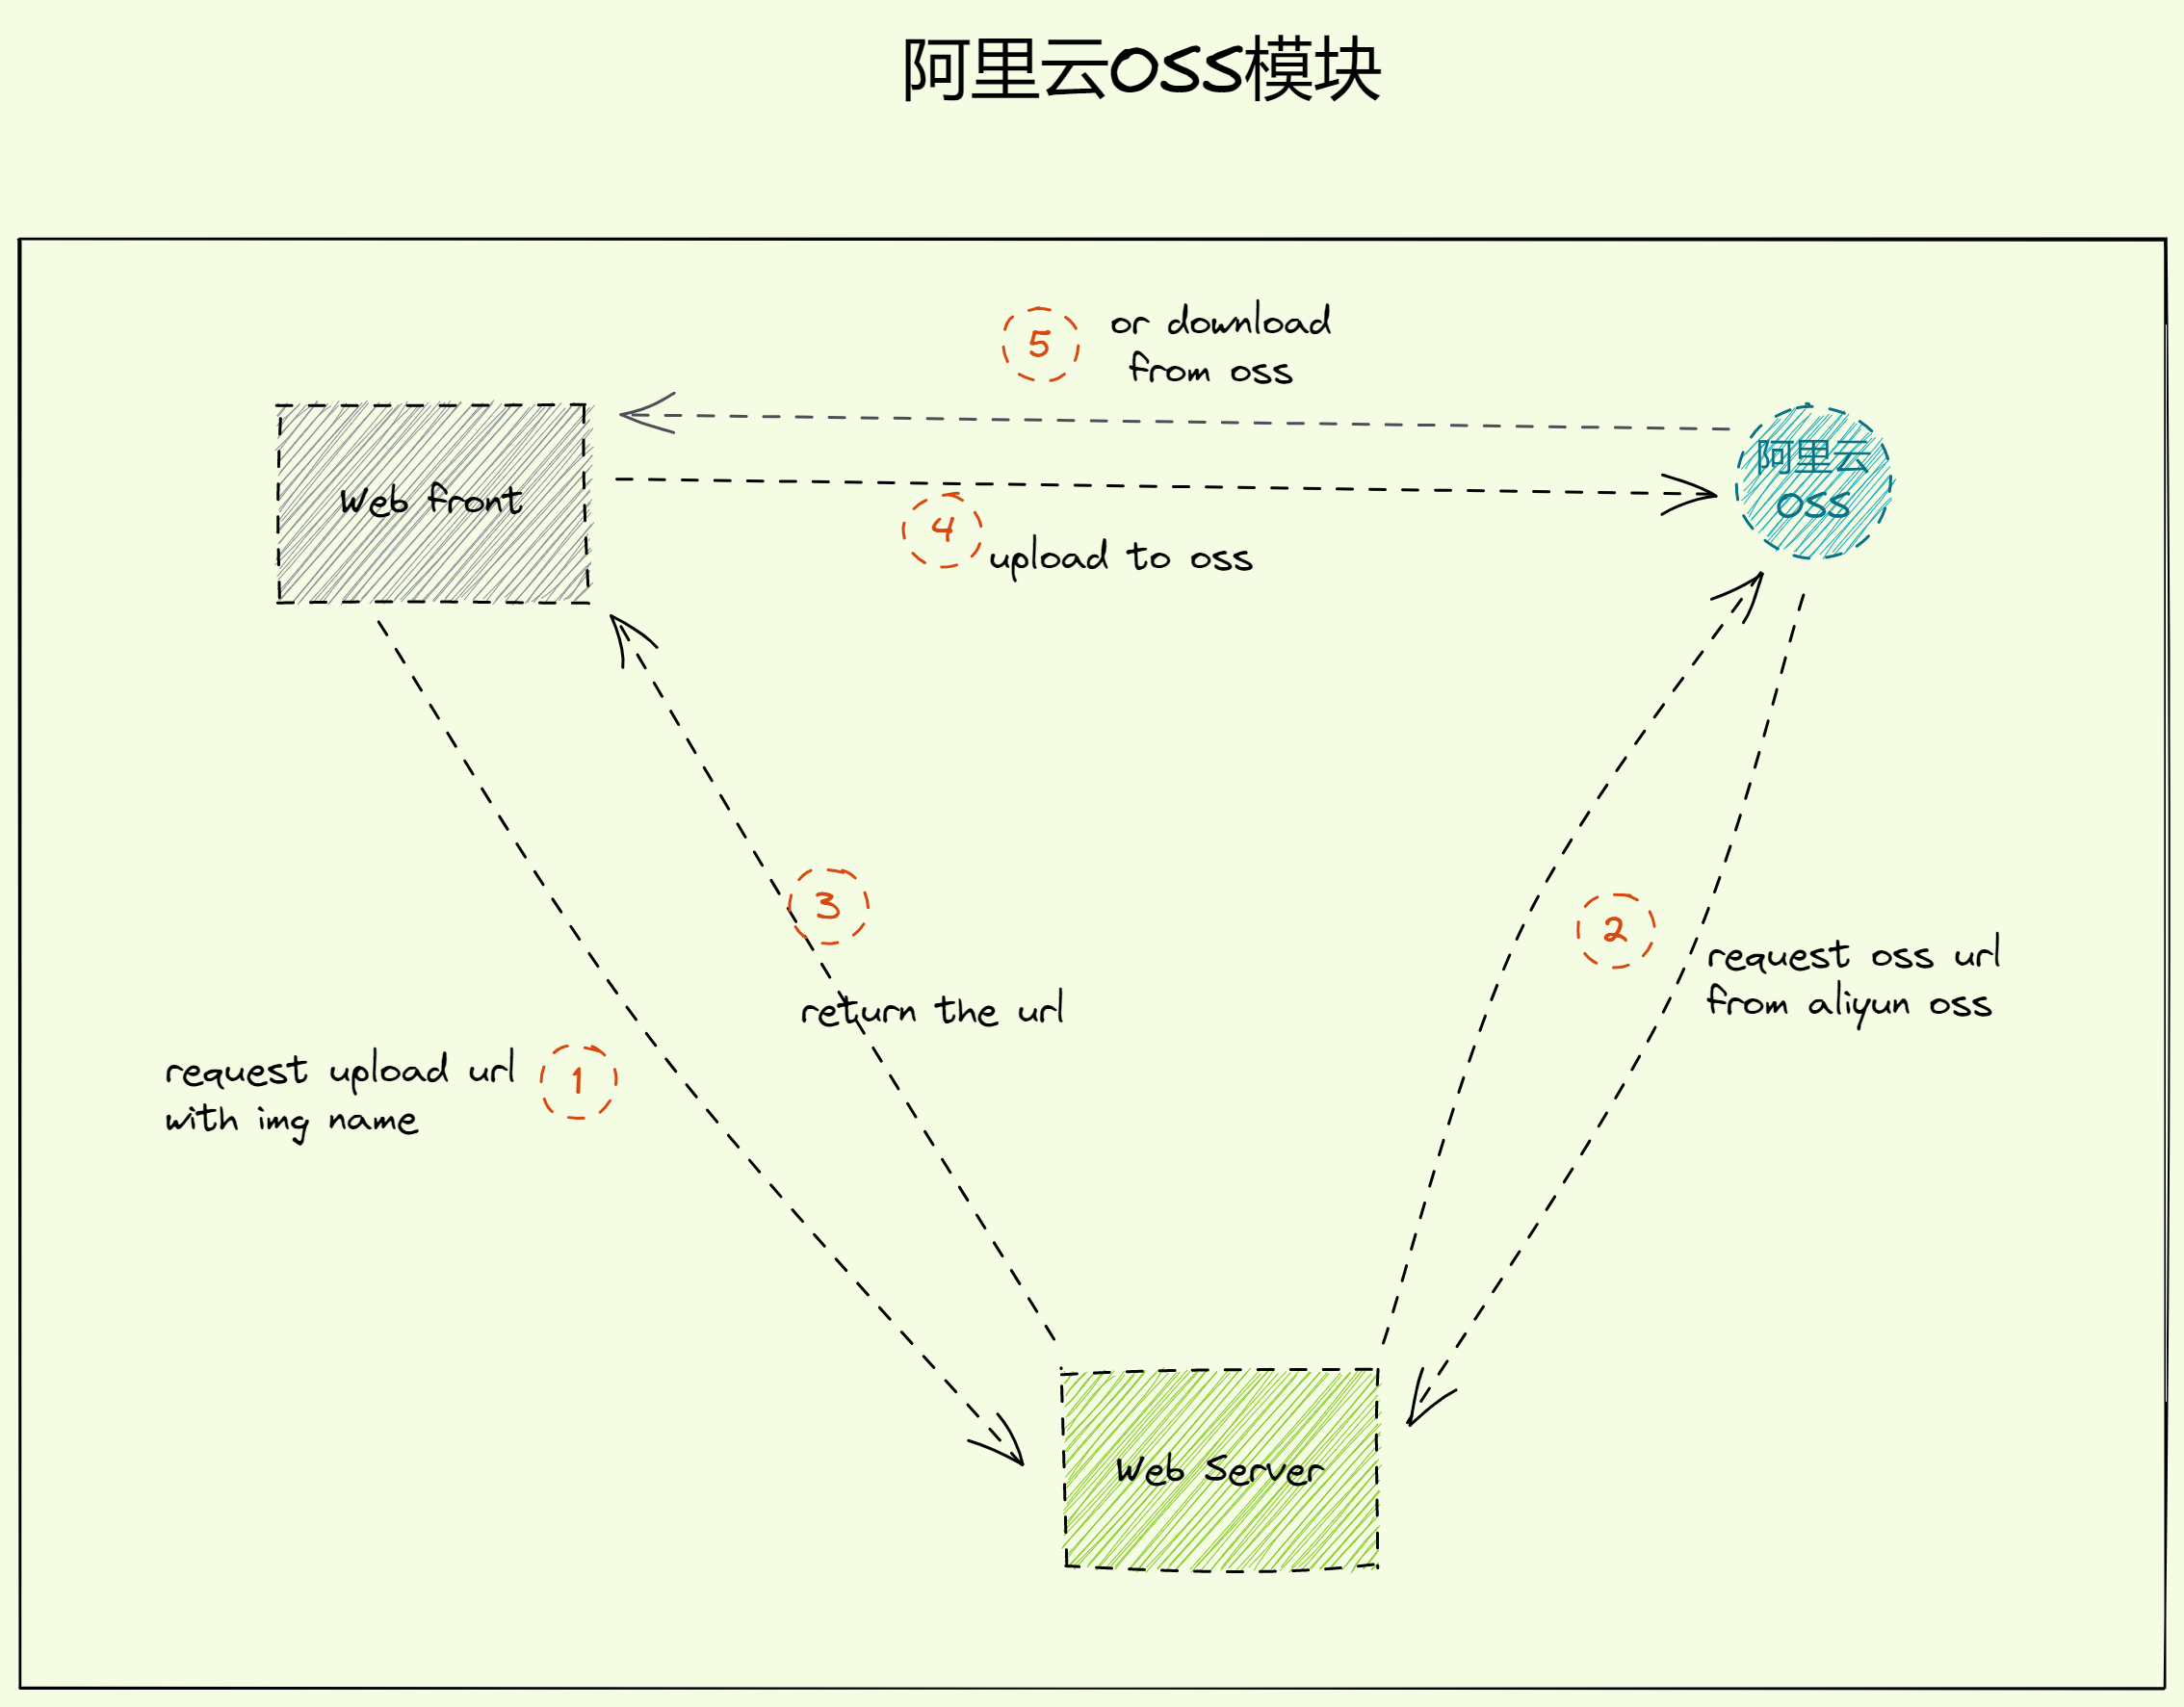 阿里云OSS模块
5
or download
from oss
Web front
阿里云
OSS
4
upload to oss
3
return the url
2
request oss url
from aliyun oss
request upload url
with img name
1
Web Server